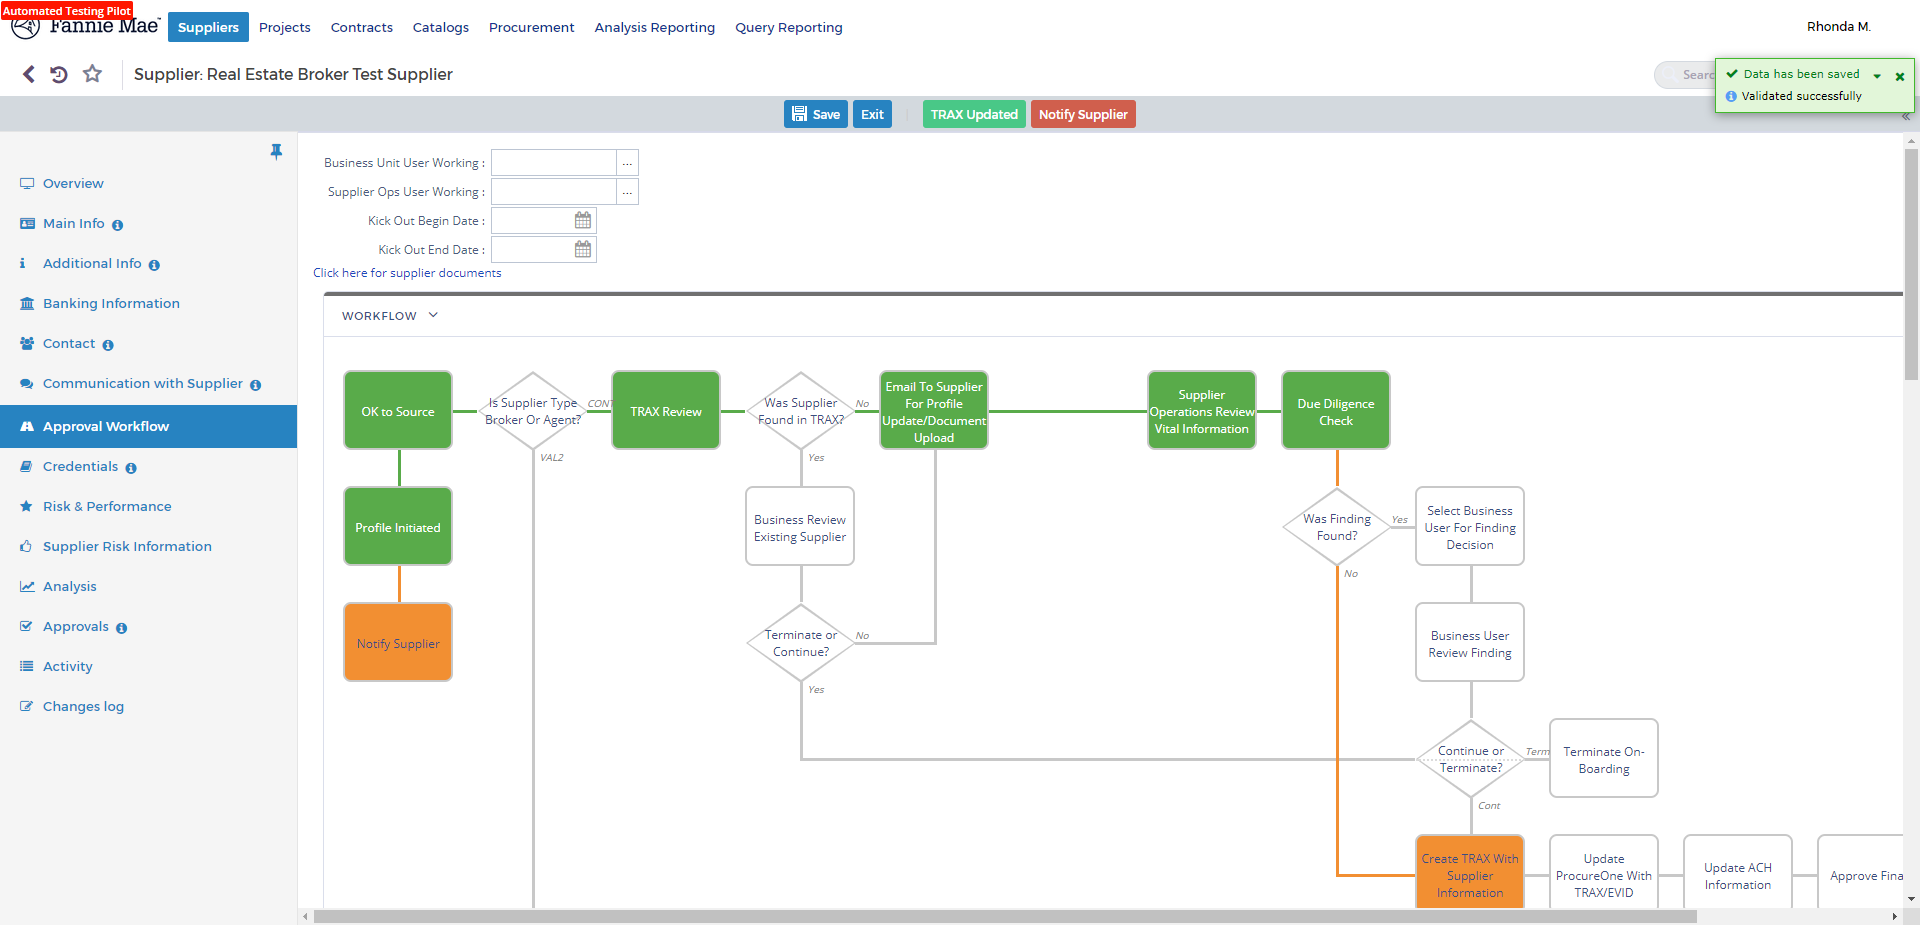 Automated Testing Pilot
Fannie Mae
Suppliers
Projects
Contracts
Catalogs
Procurement
Analysis Reporting
Query Reporting
Rhonda M.
Supplier: Real Estate Broker Test Supplier
Searc
Data has been saved
Validated successfully
Save
Exit
TRAX Updated
Notify Supplier
Overview
Main Info
Additional Info
Banking Information
Contact
Communication with Supplier
Approval Workflow
Credentials
Risk & Performance
Supplier Risk Information
Analysis
Approvals
Activity
Changes log
Business Unit User Working :
...
Supplier Ops User Working :
...
Kick Out Begin Date :
Kick Out End Date :
Click here for supplier documents
WORKFLOW
OK to Source
Is Supplier Type
Broker Or Agent?
CONT
VAL2
TRAX Review
Was Supplier
Found in TRAX?
No
Yes
Email To Supplier
For Profile
Update/Document
Upload
Supplier
Operations Review
Vital Information
Due Diligence
Check
Profile Initiated
Business Review
Existing Supplier
Was Finding
Found?
Yes
No
Select Business
User For Finding
Decision
Notify Supplier
Terminate or
Continue?
No
Yes
Business User
Review Finding
Continue or
Terminate?
Term
Cont
Terminate On-
Boarding
Create TRAX With
Supplier
Information
Update
ProcureOne With
TRAX/EVID
Update ACH
Information
Approve Fina